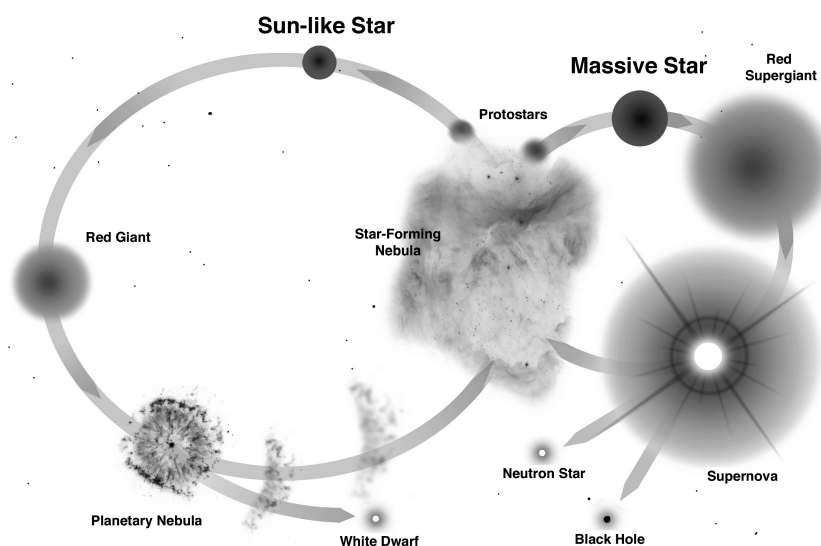 Sun-like Star
Massive Star
Red
Supergiant
Protostars
Red Giant
Star-Forming
Nebula
Neutron Star
Supernova
Planetary Nebula
White Dwarf
Black Hole